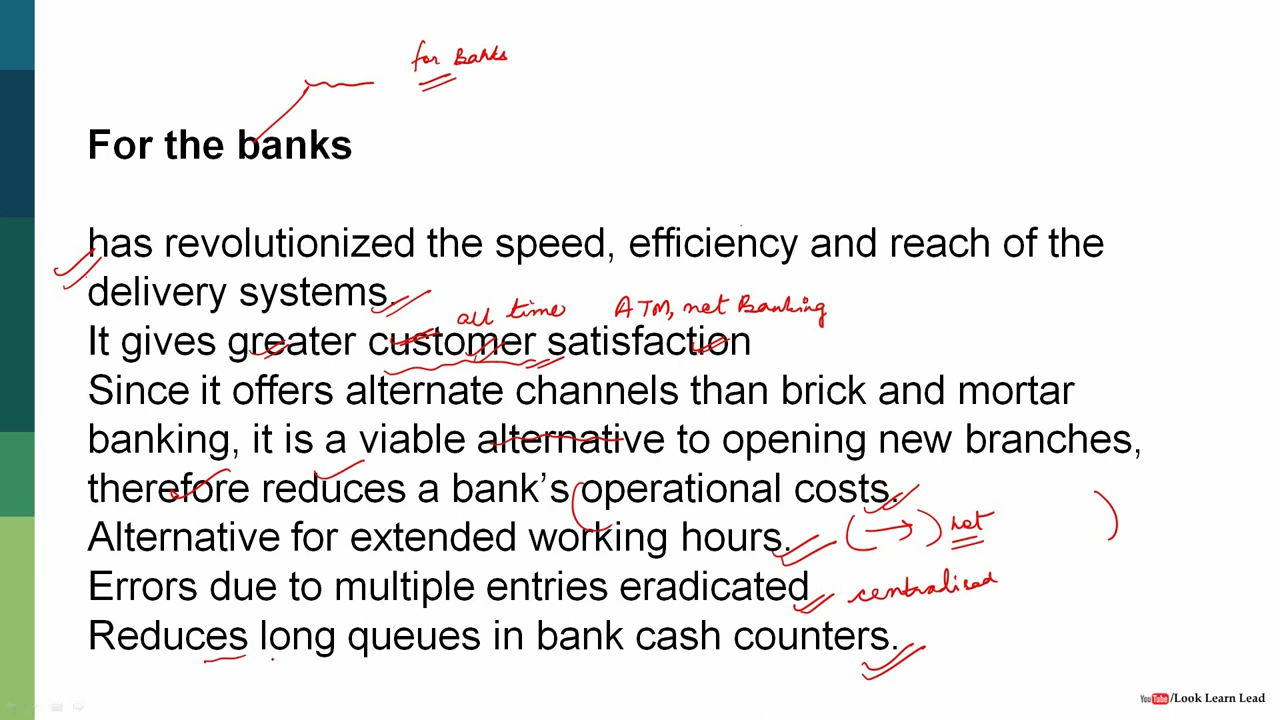 for Banks
For the banks
has revolutionized the speed, efficiency and reach of the
delivery systems.
all time ATM, net Banking
It gives greater customer satisfaction
Since it offers alternate channels than brick and mortar
banking, it is a viable alternative to opening new branches,
therefore reduces a bank’s operational costs.
Alternative for extended working hours. (→) net
Errors due to multiple entries eradicated centralised
Reduces long queues in bank cash counters.
YouTube /Look Learn Lead